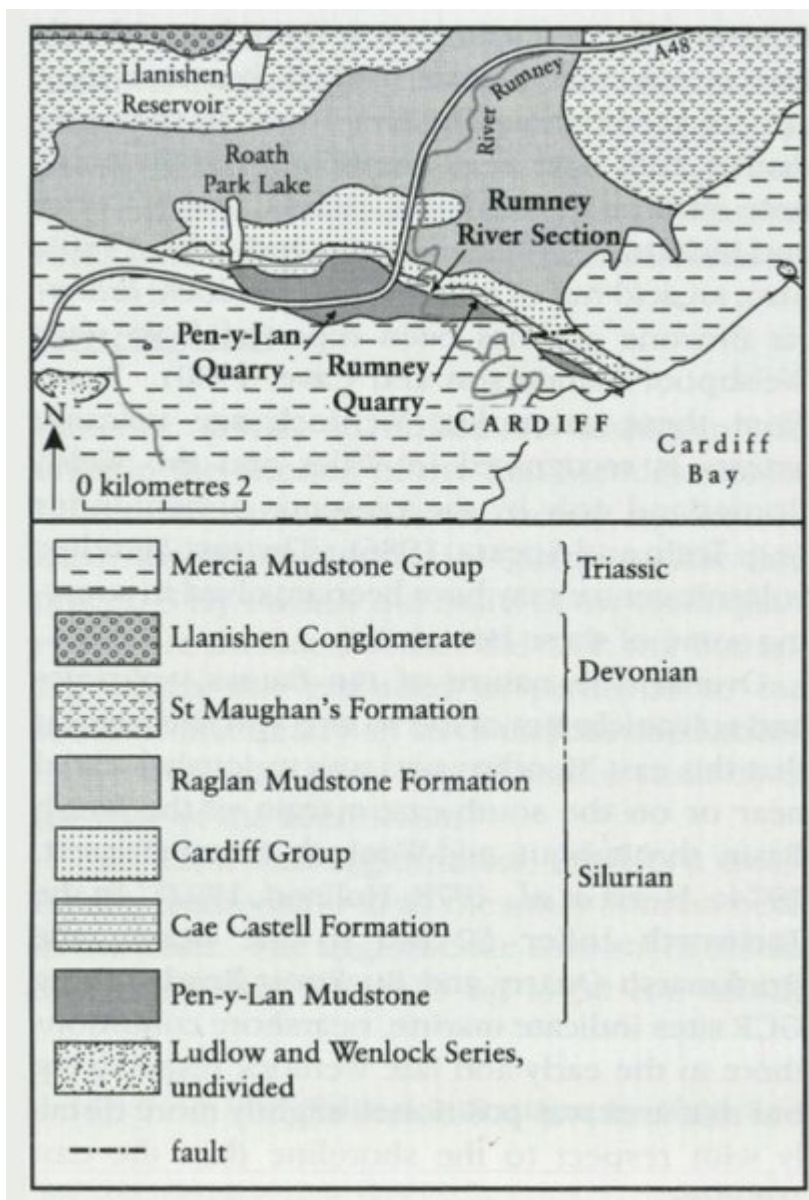 A48
Llanishen
Reservoir
River Rumney
Roath
Park Lake
Rumney
River Section
Pen-y-Lan
Quarry
Rumney
Quarry
CARDIFF
Cardiff
Bay
N
0 kilometres 2
Mercia Mudstone Group
Triassic
Llanishen Conglomerate
Devonian
St Maughan's Formation
Raglan Mudstone Formation
Cardiff Group
Silurian
Cae Castell Formation
Pen-y-Lan Mudstone
Ludlow and Wenlock Series,
undivided
fault